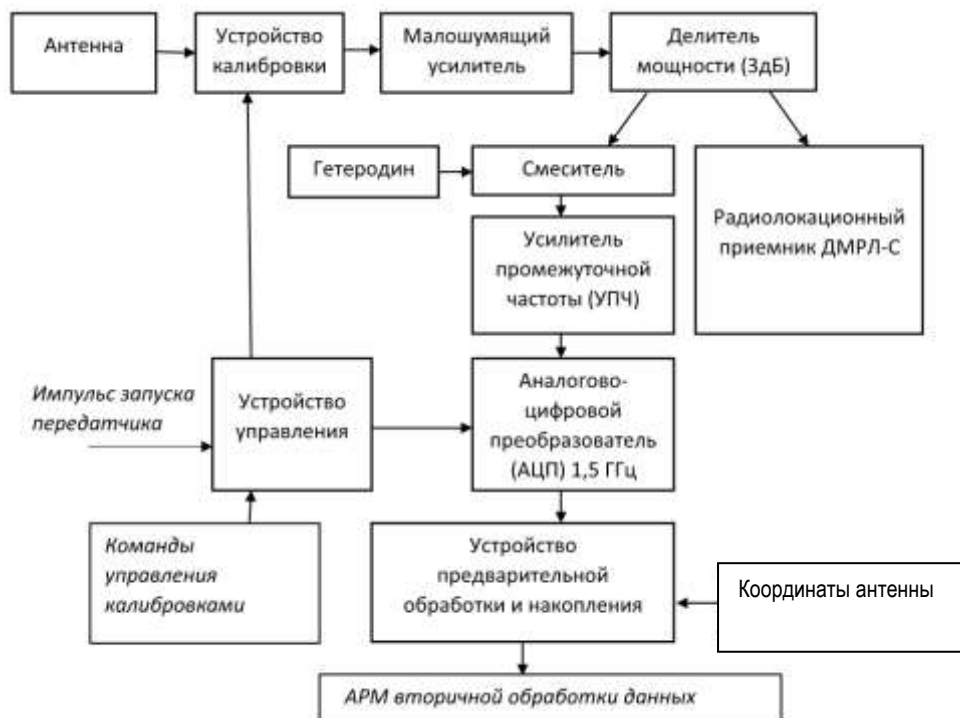 Антенна
Устройство
калибровки
Малошумящий
усилитель
Делитель
мощности (3дБ)
Гетеродин
Смеситель
Радиолокационный
приемник ДМРЛ-С
Усилитель
промежуточной
частоты (УПЧ)
Импульс запуска
передатчика
Устройство
управления
Аналогово-
цифровой
преобразователь
(АЦП) 1,5 ГГц
Команды
управления
калибровками
Устройство
предварительной
обработки и накопления
Координаты антенны
АРМ вторичной обработки данных